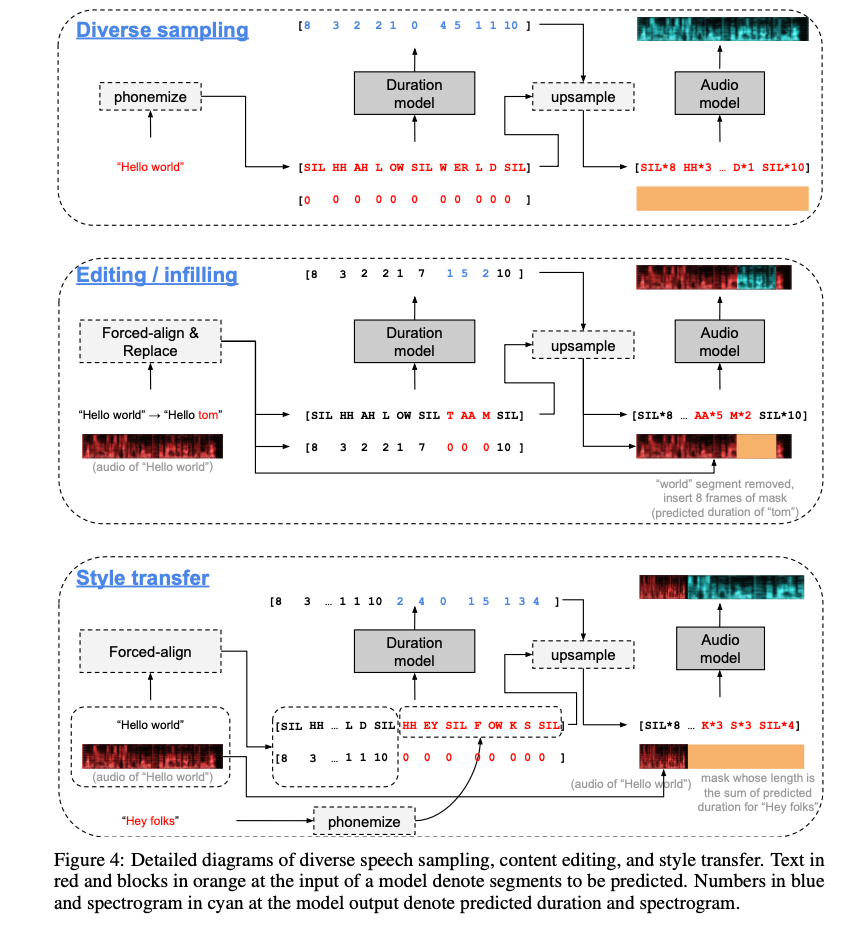 Diverse sampling
[8 3 2 2 1 0 4 5 1 1 10 ]
phonemize
Duration model
upsample
Audio model
“Hello world”
[SIL HH AH L OW SIL W ER L D SIL]
[SIL*8 HH*3 … D*1 SIL*10]
[0 0 0 0 0 0 0 0 0 0 0 ]
Editing / infilling
[8 3 2 2 1 7 1 5 2 10 ]
Forced-align & Replace
Duration model
upsample
Audio model
“Hello world” → “Hello tom”
[SIL HH AH L OW SIL T AA M SIL]
[SIL*8 … AA*5 M*2 SIL*10]
[8 3 2 2 1 7 0 0 0 10 ]
(audio of “Hello world”)
“world” segment removed,
insert 8 frames of mask
(predicted duration of “tom”)
Style transfer
[8 3 … 1 1 10 2 4 0 1 5 1 3 4 ]
Forced-align
Duration model
upsample
Audio model
“Hello world”
[SIL HH … L D SIL HH EY SIL F OW K S SIL]
[SIL*8 … K*3 S*3 SIL*4]
[8 3 … 1 1 10 0 0 0 0 0 0 0 0 ]
(audio of “Hello world”)
(audio of “Hello world”)
mask whose length is
the sum of predicted
duration for “Hey folks”
“Hey folks”
phonemize
Figure 4: Detailed diagrams of diverse speech sampling, content editing, and style transfer. Text in
red and blocks in orange at the input of a model denote segments to be predicted. Numbers in blue
and spectrogram in cyan at the model output denote predicted duration and spectrogram.